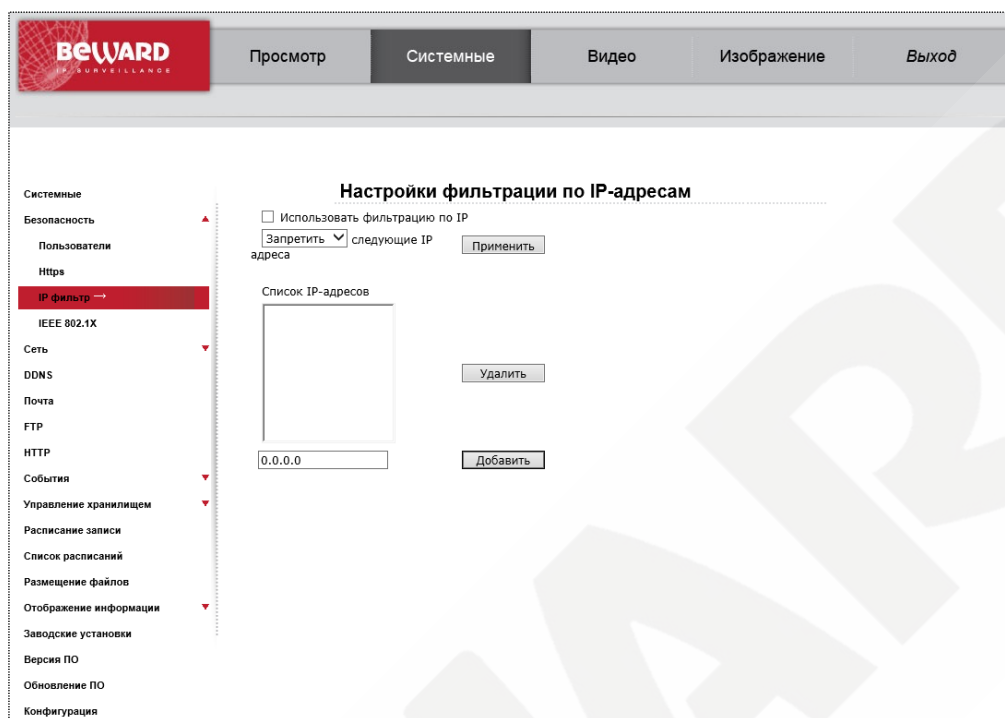 BEWARD
IP-SURVEILLANCE
Просмотр
Системные
Видео
Изображение
Выход
Системные
Безопасность
Пользователи
Https
IP фильтр →
IEEE 802.1X
Сеть
DDNS
Почта
FTP
HTTP
События
Управление хранилищем
Расписание записи
Список расписаний
Размещение файлов
Отображение информации
Заводские установки
Версия ПО
Обновление ПО
Конфигурация
Настройки фильтрации по IP-адресам
Использовать фильтрацию по IP
Запретить следующие IP
адреса
Применить
Список IP-адресов
Удалить
0.0.0.0
Добавить